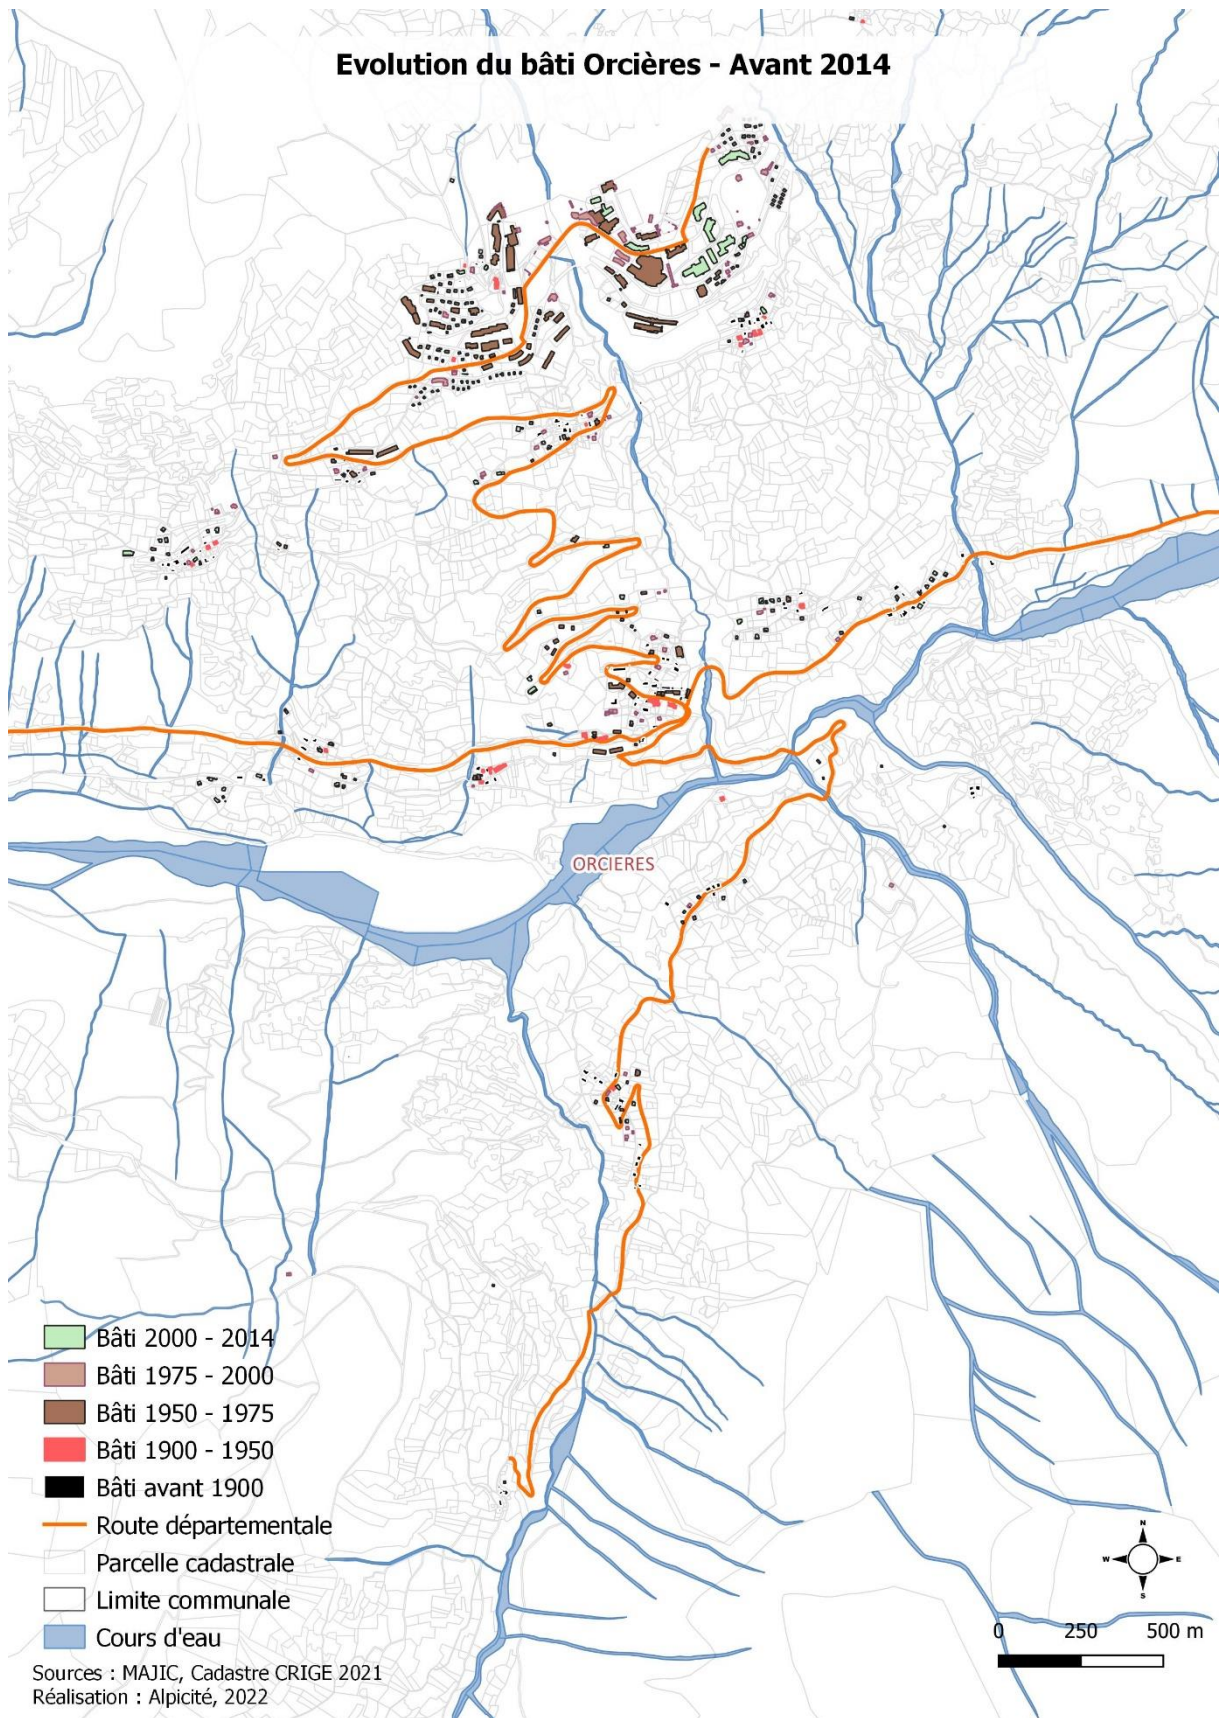 Evolution du bâti Orcières - Avant 2014
ORCIERES
Bâti 2000 - 2014
Bâti 1975 - 2000
Bâti 1950 - 1975
Bâti 1900 - 1950
Bâti avant 1900
Route départementale
Parcelle cadastrale
Limite communale
Cours d'eau
Sources : MAJIC, Cadastre CRIGE 2021
Réalisation : Alpicité, 2022
N
W E
S
0 250 500 m